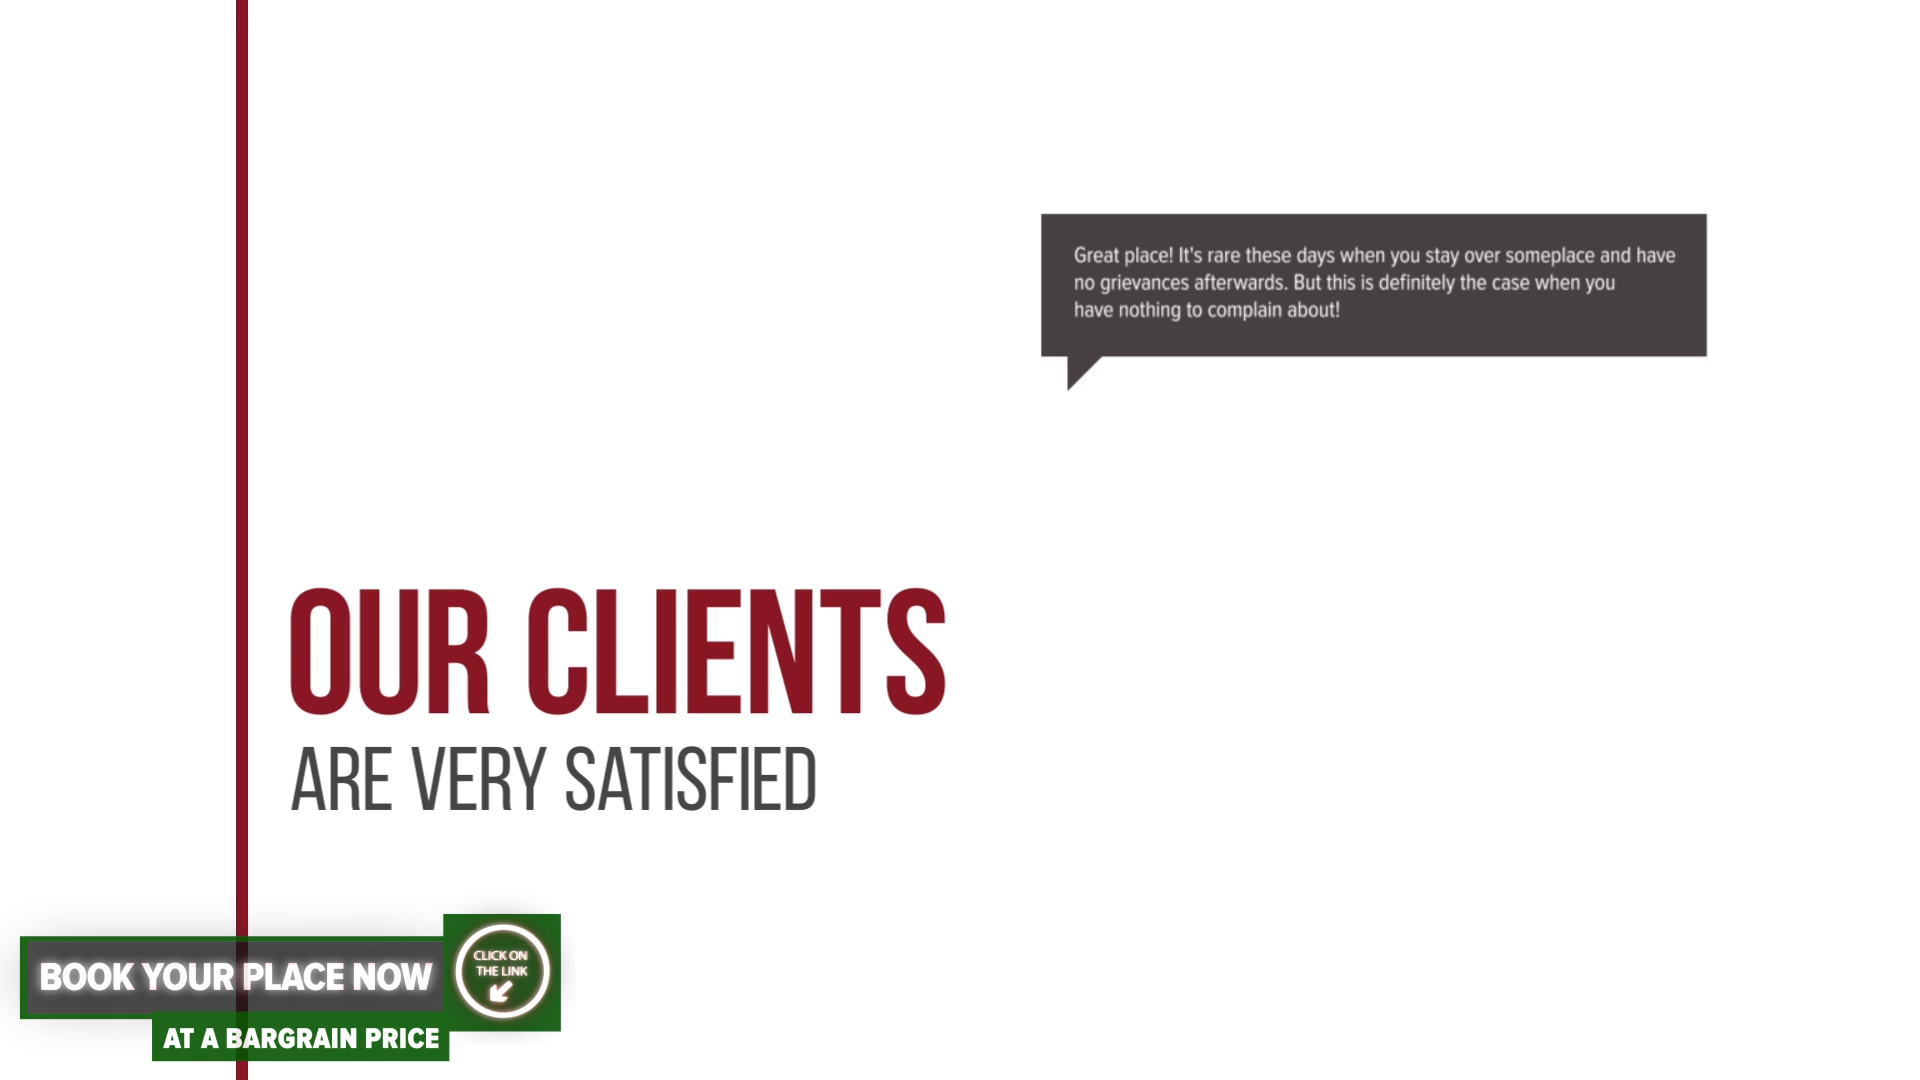 Great place! It's rare these days when you stay over someplace and have
no grievances afterwards. But this is definitely the case when you
have nothing to complain about!
OUR CLIENTS
ARE VERY SATISFIED
BOOK YOUR PLACE NOW
CLICK ON
THE LINK
AT A BARGRAIN PRICE